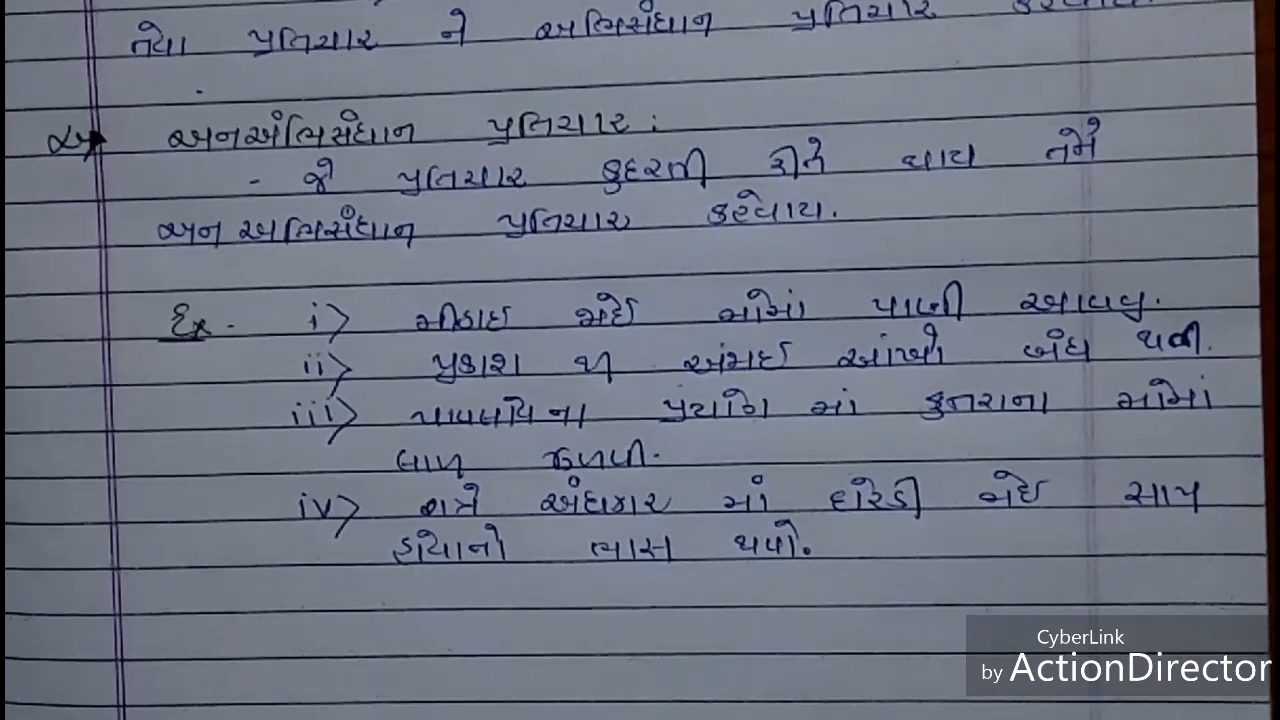 તેવા પ્રતિચાર ને અભિસંધાન પ્રતિચાર
૨) અનઅભિસંધાન પ્રતિચાર :
- જે પ્રતિચાર કુદરતી રીતે થાય તેમે
અન અભિસંધાન પ્રતિચાર કહેવાય.
Ex. i) મીઠાઈ જોઈ મોમાં પાણી આવવુ.
ii) પ્રકાશ થી અંજાઈ આંખો બંધ થવી.
iii) પાવલોવના પ્રયોગ માં કુતરાના મોમાં
લાળ ઝરવી.
iv) રાત્રે અંધકાર માં દોરડી જોઈ સાપ
હોવાનો ભાસ થવો.
CyberLink
by ActionDirector